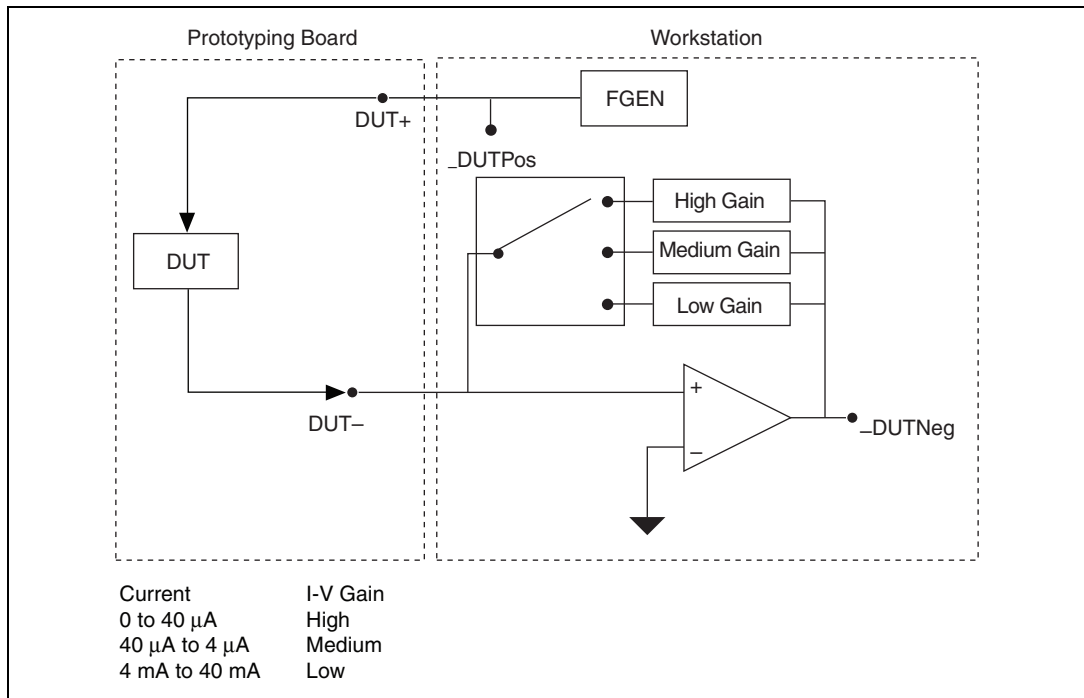 Prototyping Board
Workstation
FGEN
DUT+
_DUTPos
High Gain
DUT
Medium Gain
Low Gain
+
DUT–
–DUTNeg
–
Current I-V Gain
0 to 40 μA High
40 μA to 4 μA Medium
4 mA to 40 mA Low